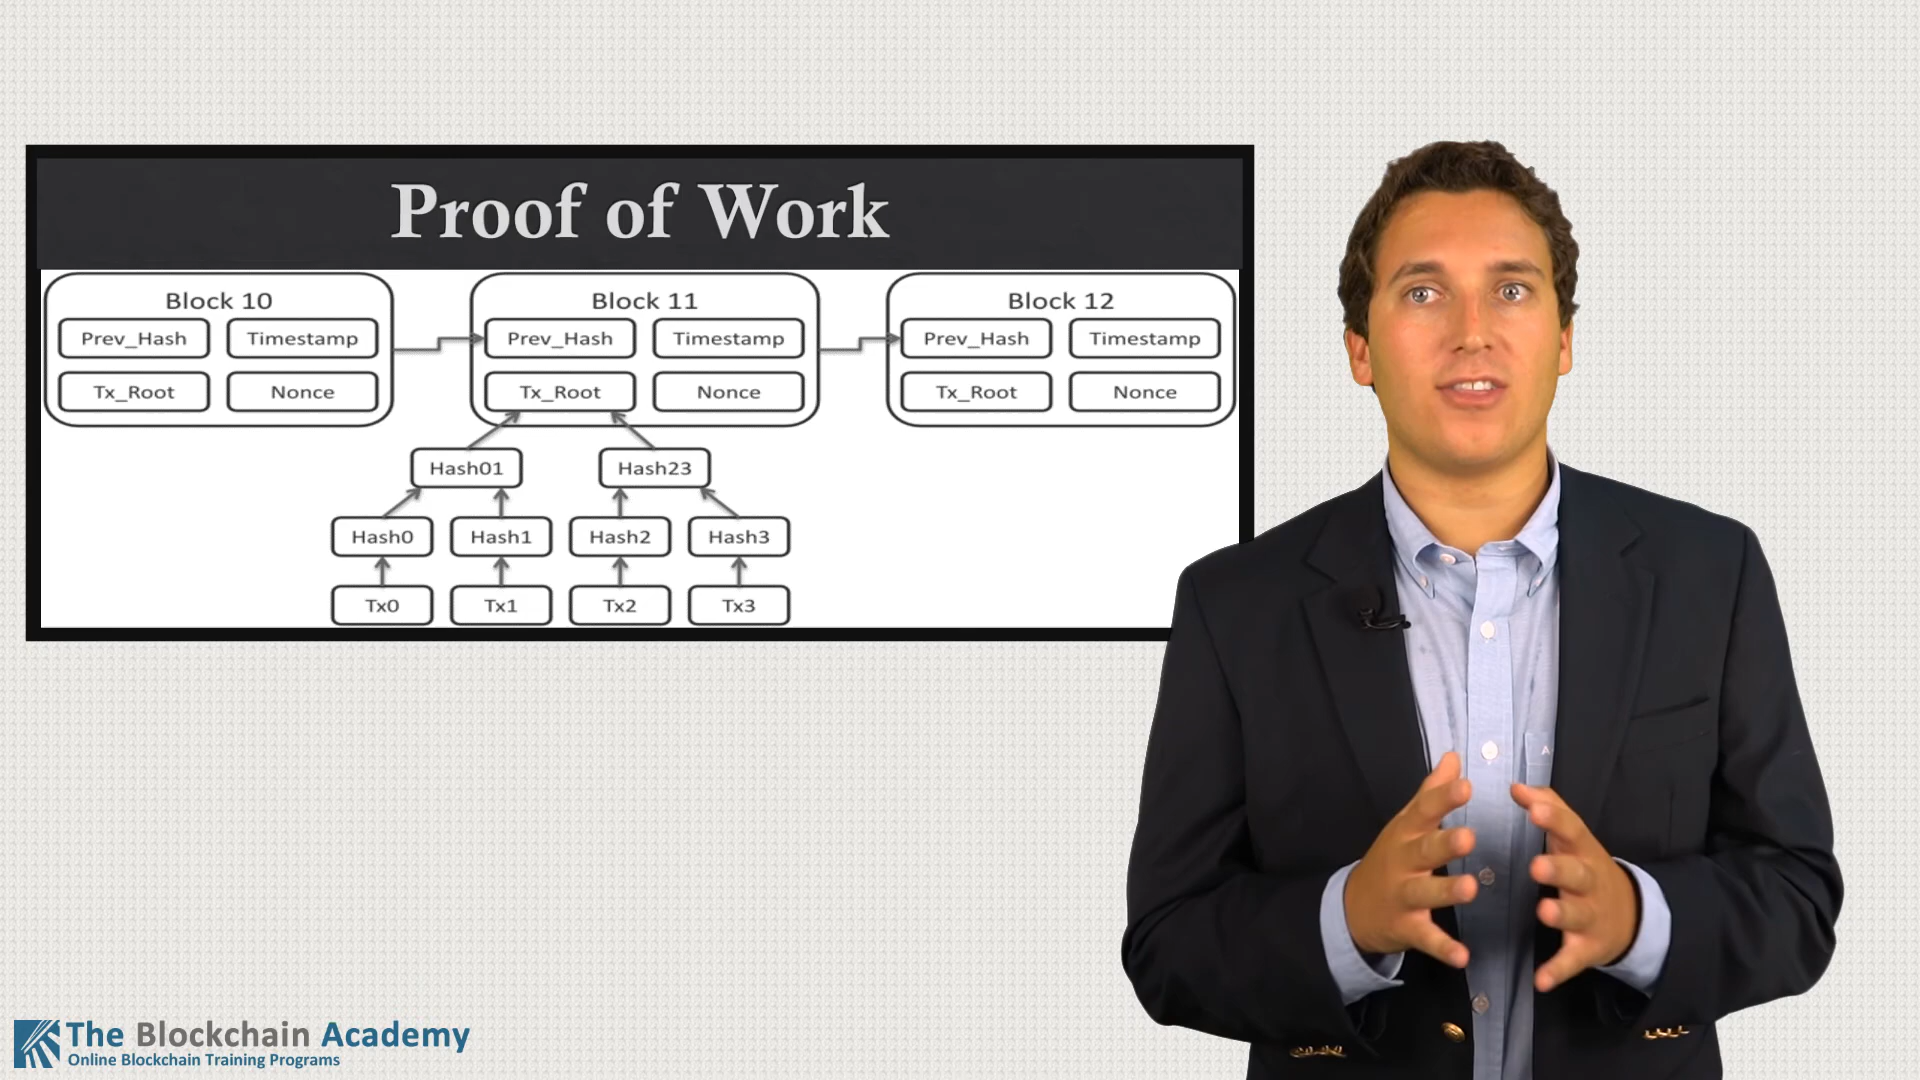 Proof of Work
Block 10
Prev_Hash Timestamp
Tx_Root Nonce
Block 11
Prev_Hash Timestamp
Tx_Root Nonce
Block 12
Prev_Hash Timestamp
Tx_Root Nonce
Hash01 Hash23
Hash0 Hash1 Hash2 Hash3
Tx0 Tx1 Tx2 Tx3
The Blockchain Academy
Online Blockchain Training Programs